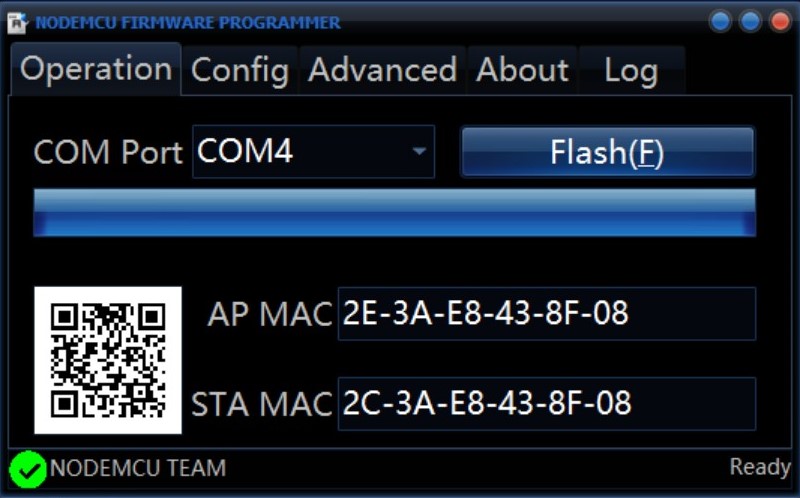 NODEMCU FIRMWARE PROGRAMMER
Operation Config Advanced About Log
COM Port COM4 Flash(F)
AP MAC 2E-3A-E8-43-8F-08
STA MAC 2C-3A-E8-43-8F-08
NODEMCU TEAM Ready